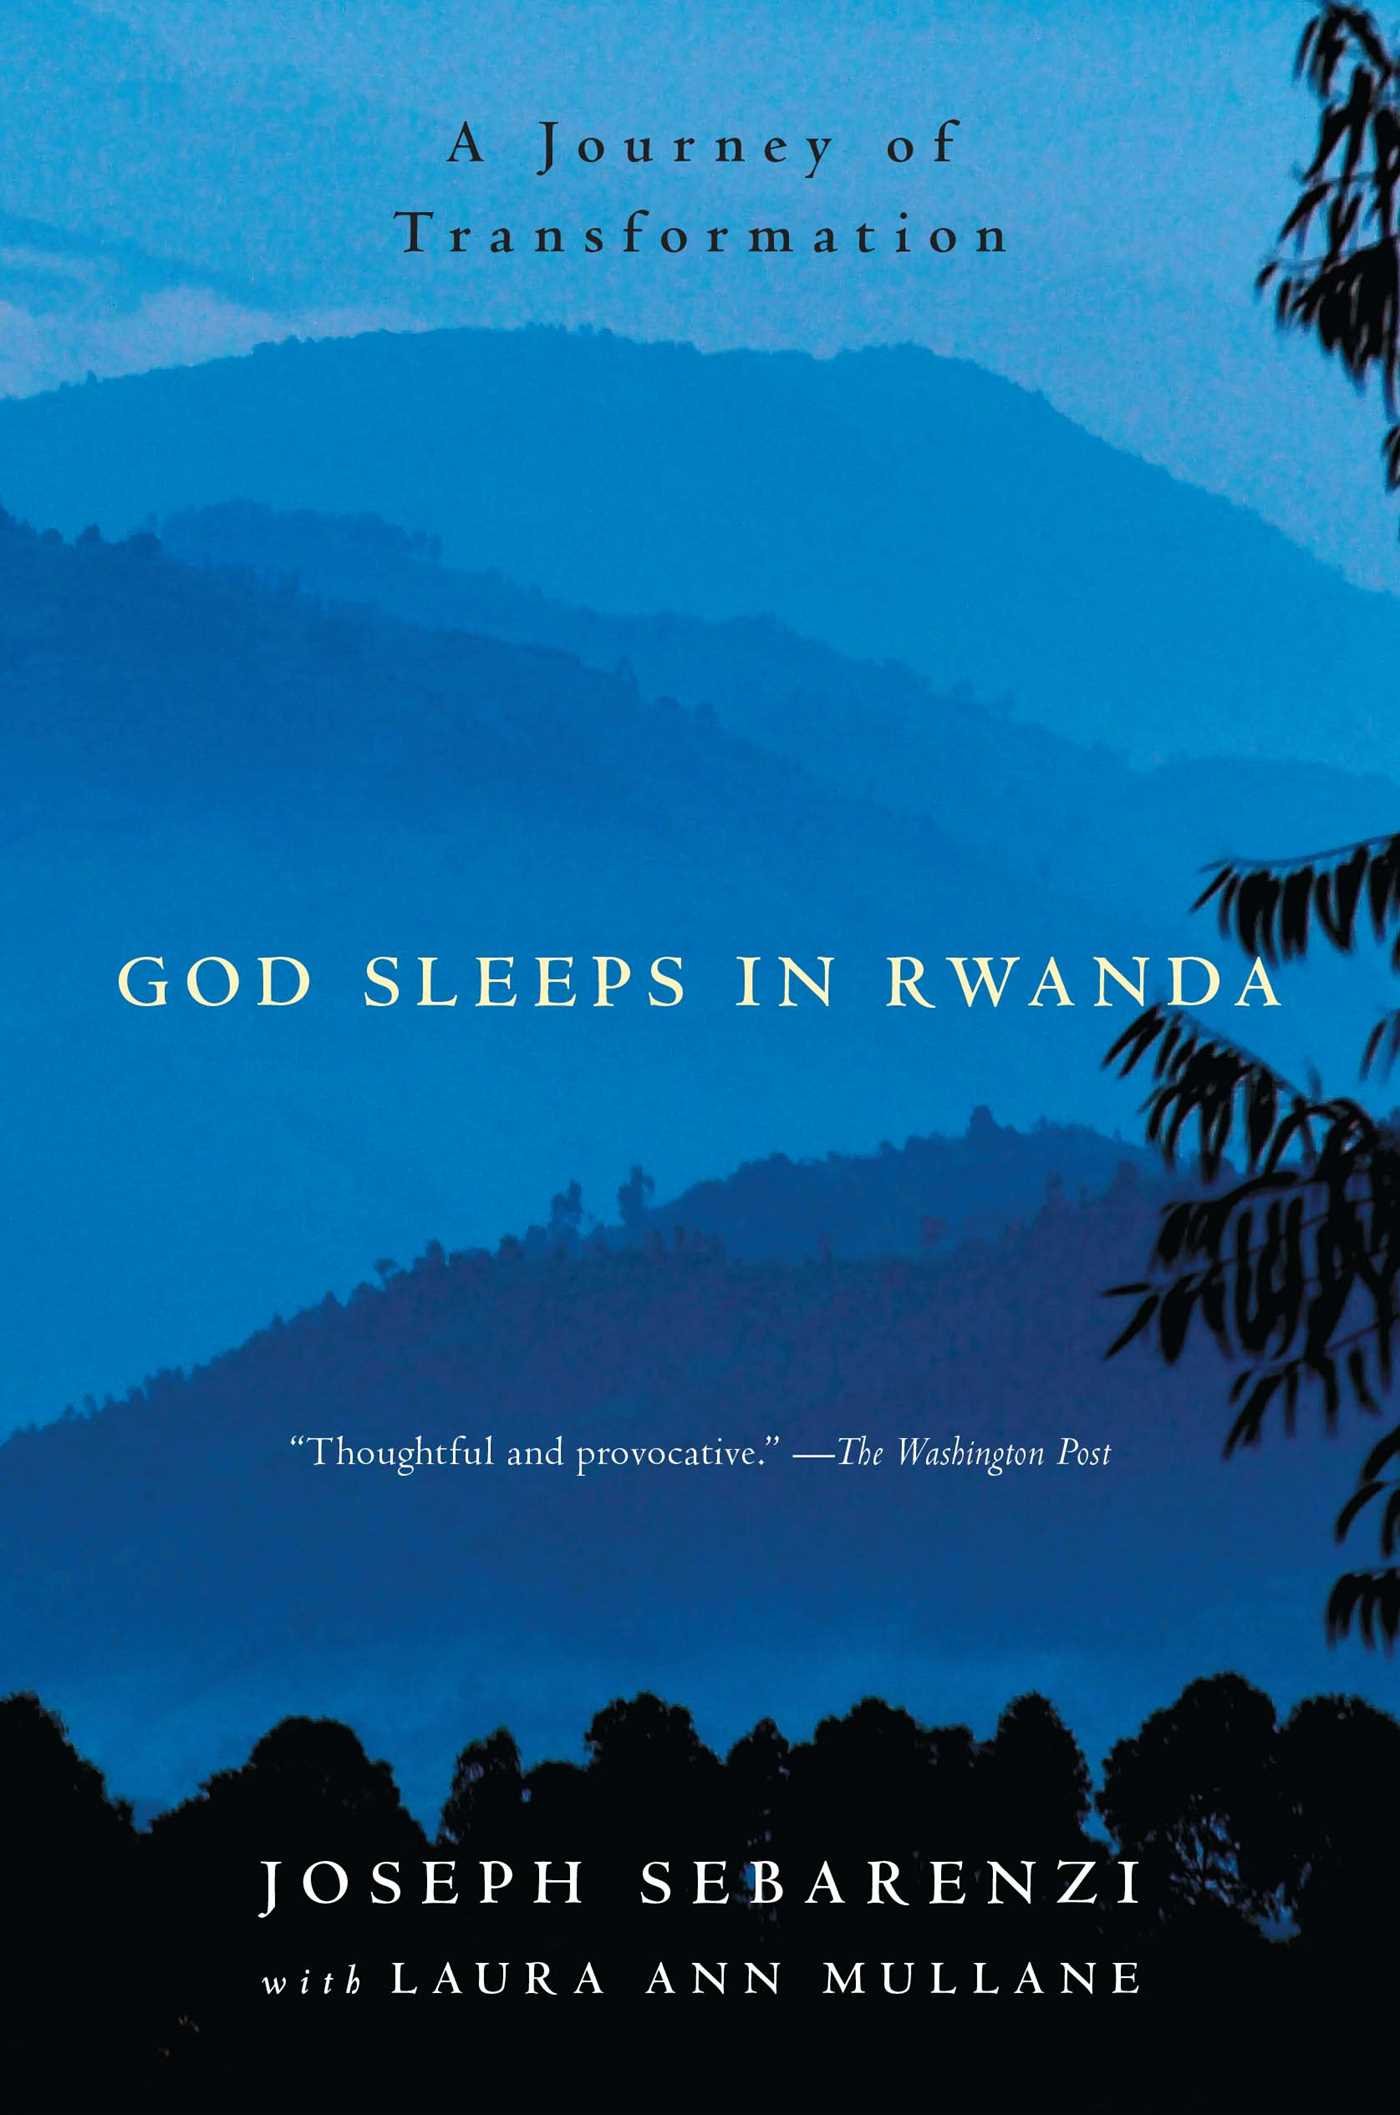 A Journey of
Transformation
GOD SLEEPS IN RWANDA
“Thoughtful and provocative.” —The Washington Post
JOSEPH SEBARENZI
with LAURA ANN MULLANE